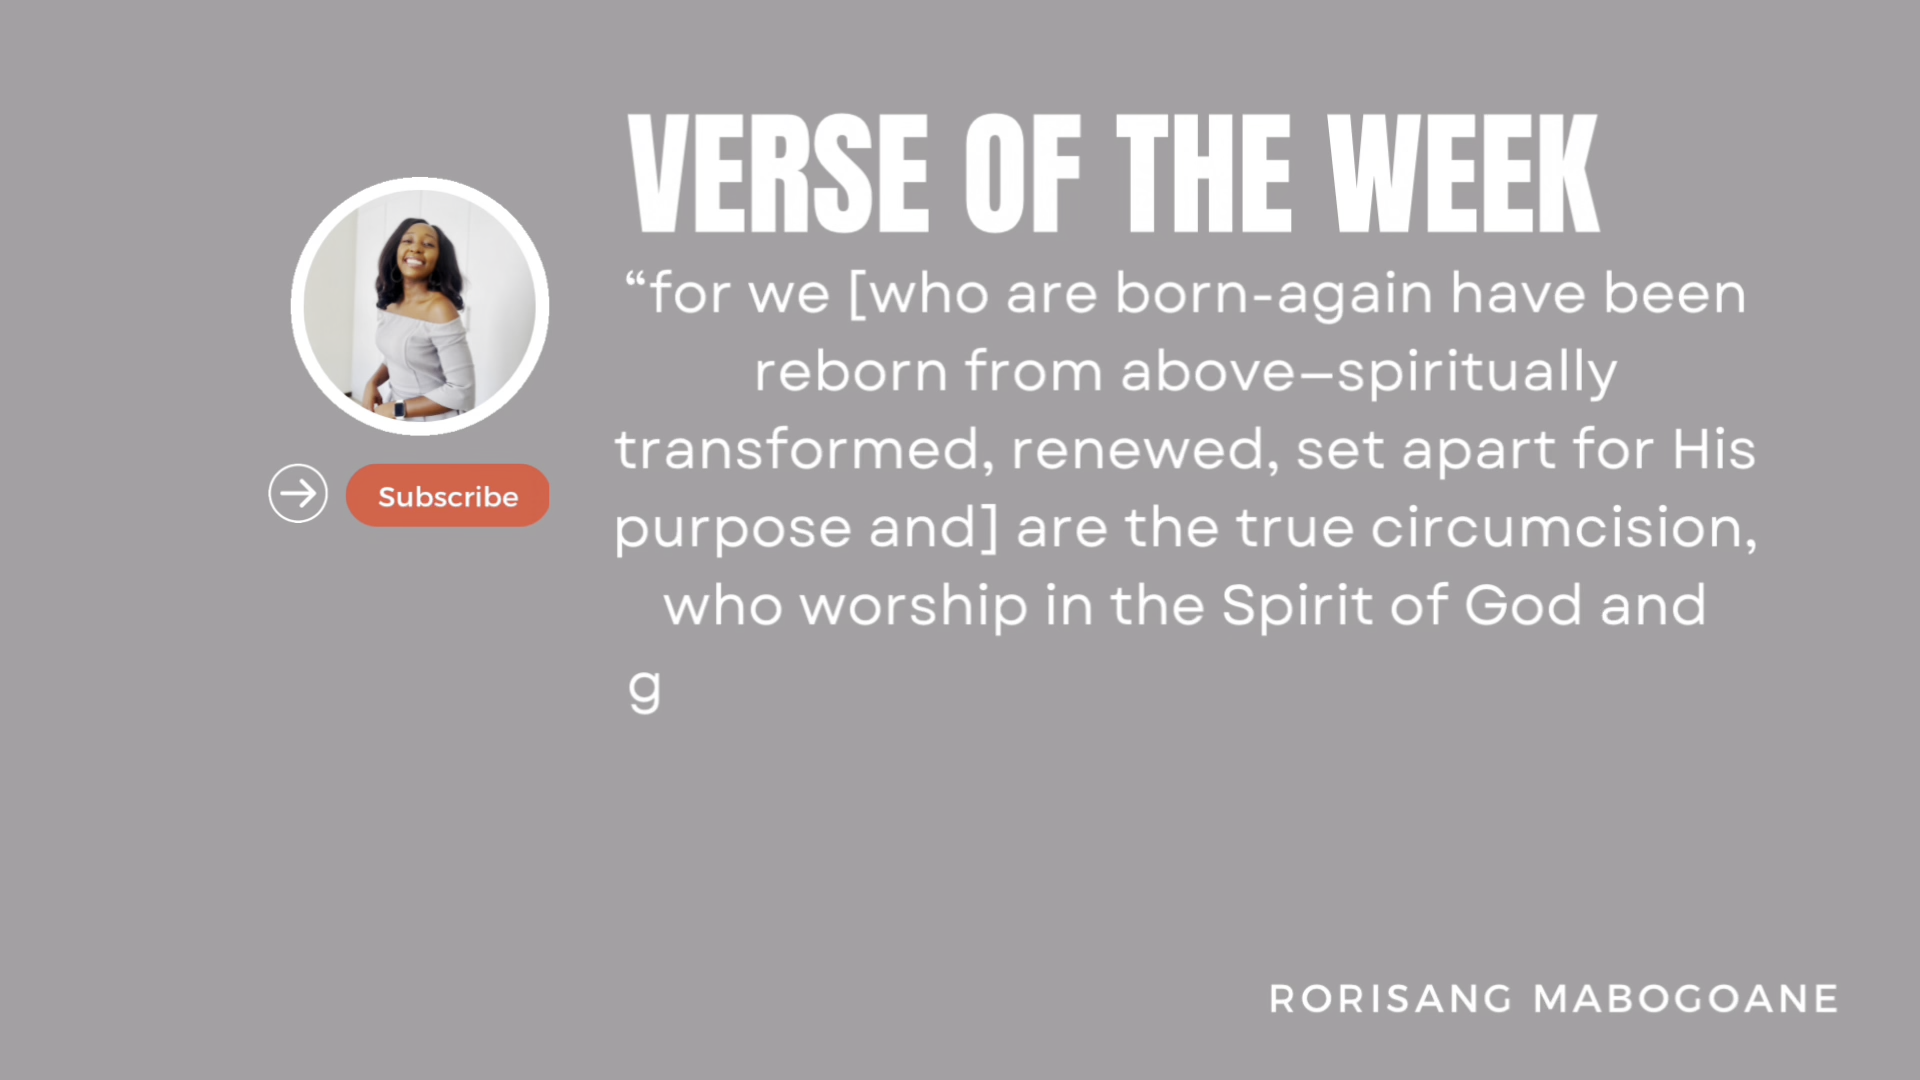 VERSE OF THE WEEK
“for we [who are born-again have been
reborn from above—spiritually
transformed, renewed, set apart for His
purpose and] are the true circumcision,
who worship in the Spirit of God and
g
Subscribe
RORISANG MABOGOANE